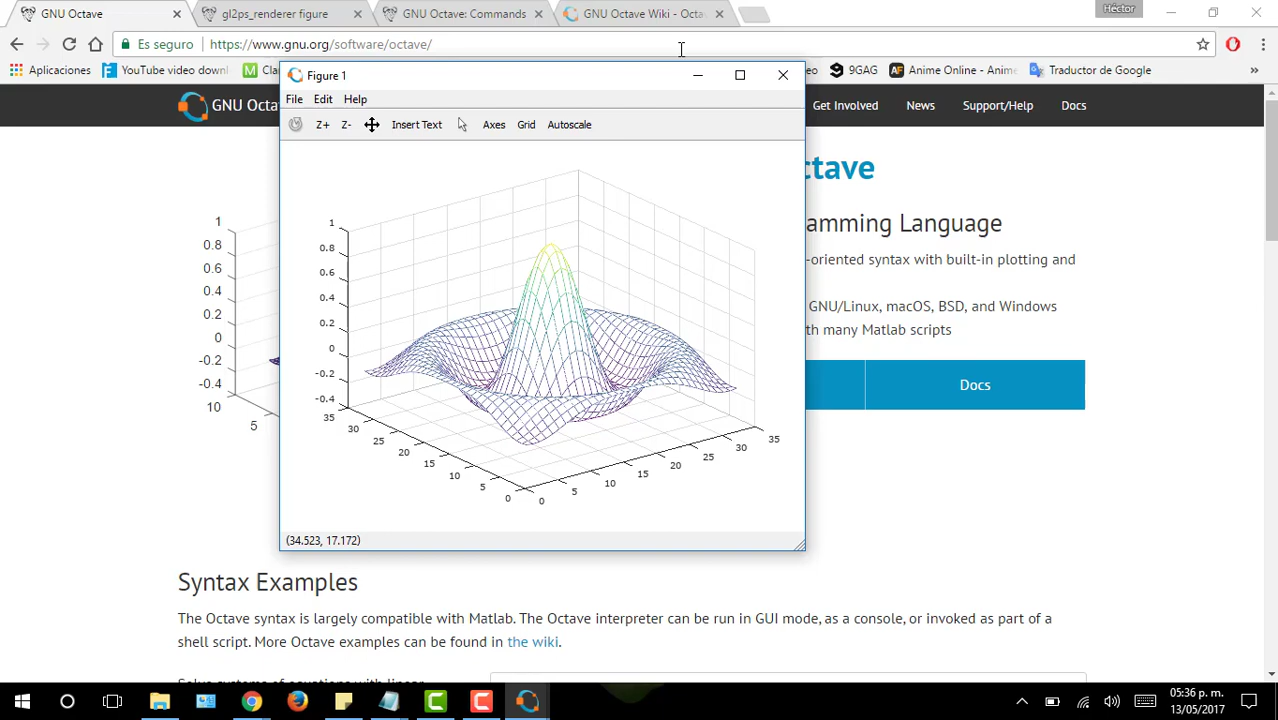 GNU Octave
gl2ps_renderer figure
GNU Octave: Commands
GNU Octave Wiki - Octa
Héctor
Es seguro
https://www.gnu.org/software/octave/
Aplicaciones
YouTube video downl
9GAG
Anime Online - Anime
Traductor de Google
»
Figure 1
File Edit Help
Z+ Z- Insert Text Axes Grid Autoscale
GNU Octa
Get Involved
News
Support/Help
Docs
ctave
amming Language
-oriented syntax with built-in plotting and
GNU/Linux, macOS, BSD, and Windows
th many Matlab scripts
Docs
1
0.8
0.6
0.4
0.2
0
-0.2
-0.4
10
5
1
0.8
0.6
0.4
0.2
0
-0.2
-0.4
35
30
25
20
15
10
5
0
0
5
10
15
20
25
30
35
(34.523, 17.172)
Syntax Examples
The Octave syntax is largely compatible with Matlab. The Octave interpreter can be run in GUI mode, as a console, or invoked as part of a
shell script. More Octave examples can be found in the wiki.
05:36 p. m.
13/05/2017